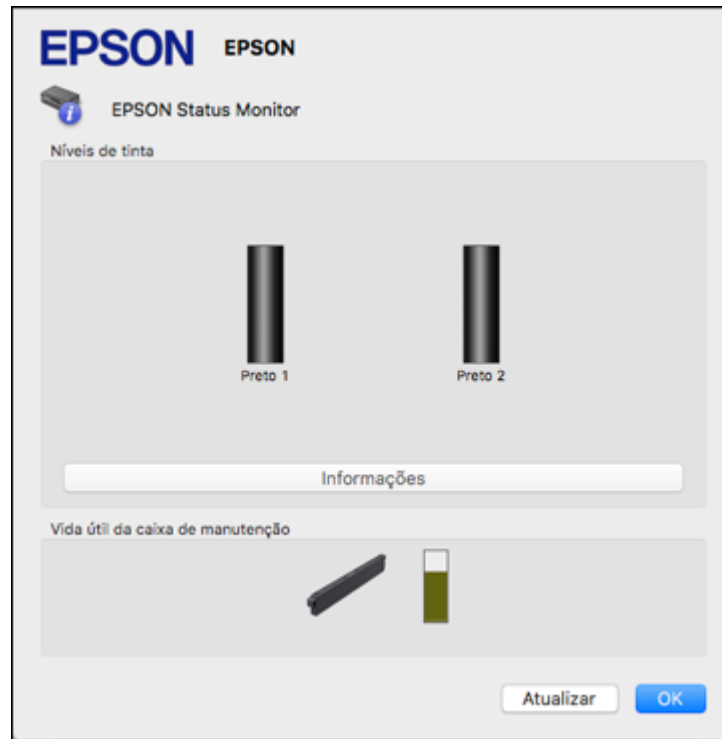 EPSON EPSON
EPSON Status Monitor
Níveis de tinta
Preto 1 Preto 2
Informações
Vida útil da caixa de manutenção
Atualizar OK